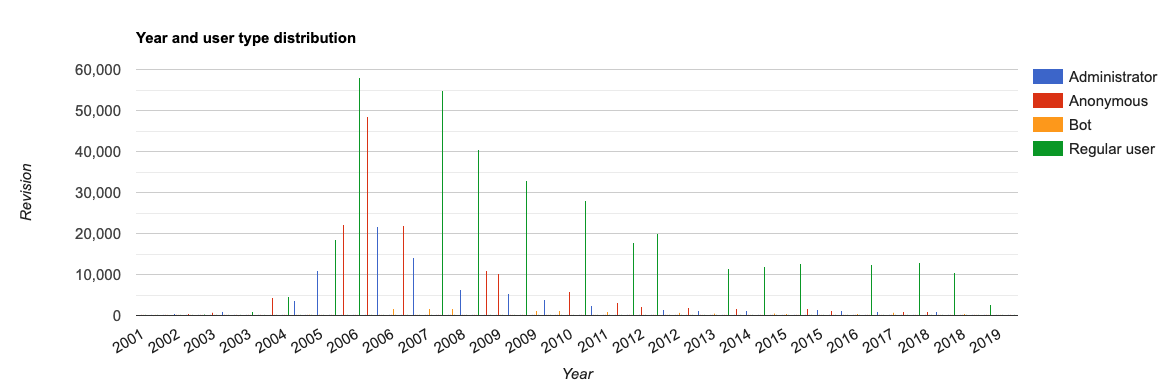 Year and user type distribution
60,000
50,000
40,000
30,000
20,000
10,000
0
Revision
Administrator
Anonymous
Bot
Regular user
2001 2002 2003 2003 2004 2005 2006 2007 2008 2009 2009 2010 2011 2012 2012 2014 2015 2015 2016 2017 2018 2018 2019
Year